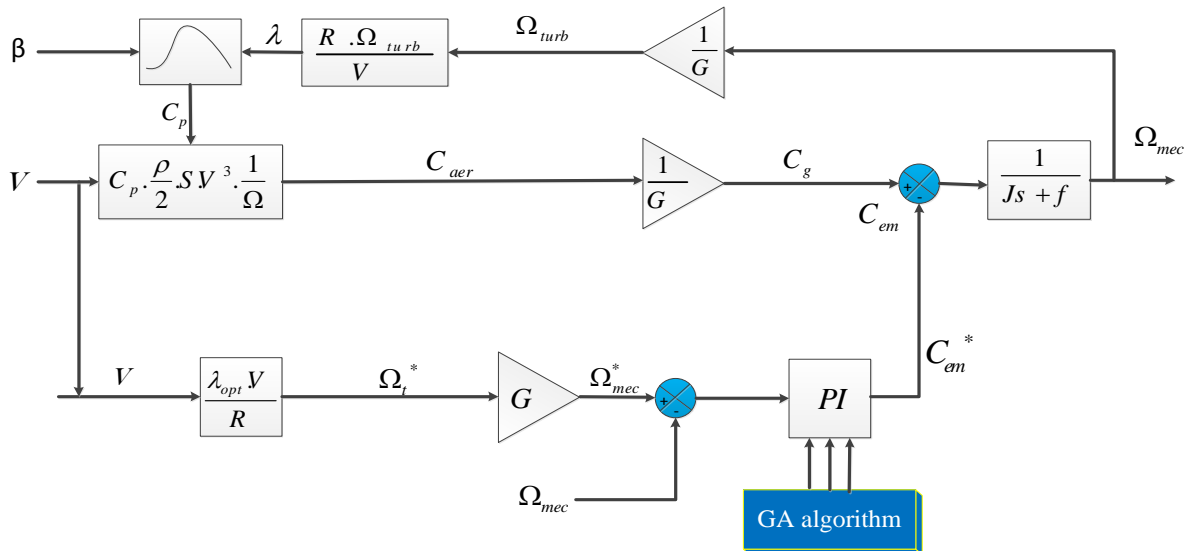 β
λ
R . Ω turb / V
Ω turb
1 / G
C p
V
C p . ρ / 2 . S.V 3 . 1 / Ω
C aer
1 / G
C g
+
-
C em
1 / Js + f
Ω mec
V
λ opt .V / R
Ω t *
G
Ω mec *
+
-
PI
C em *
Ω mec
GA algorithm